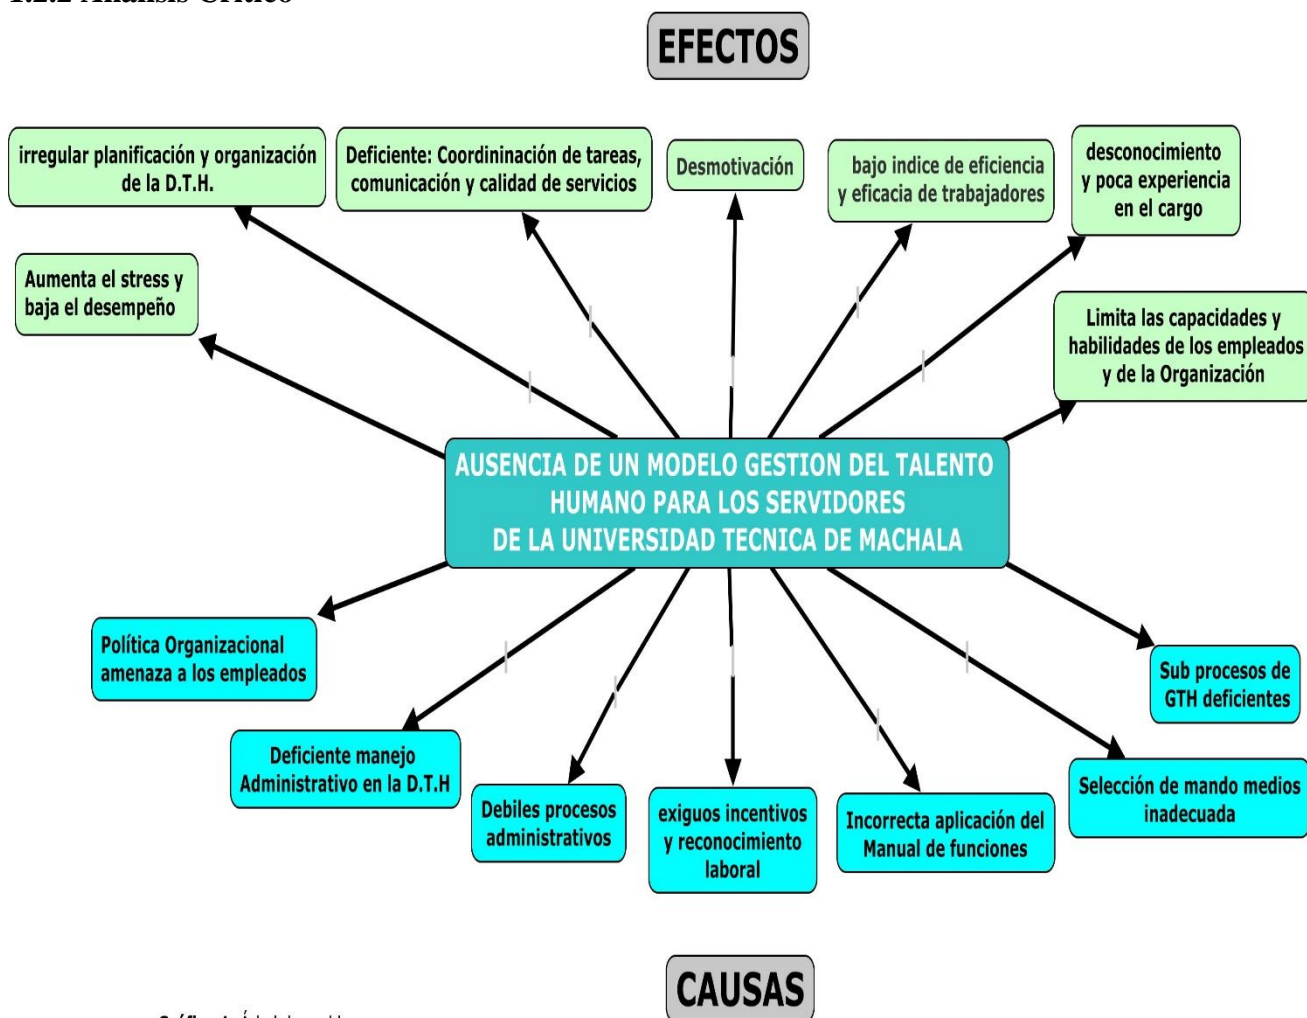 1.2.2 Análisis Crítico
EFECTOS
irregular planificación y organización
de la D.T.H.
Deficiente: Coordininación de tareas,
comunicación y calidad de servicios
Desmotivación
bajo indice de eficiencia
y eficacia de trabajadores
desconocimiento
y poca experiencia
en el cargo
Aumenta el stress y
baja el desempeño
Limita las capacidades y
habilidades de los empleados
y de la Organización
AUSENCIA DE UN MODELO GESTION DEL TALENTO
HUMANO PARA LOS SERVIDORES
DE LA UNIVERSIDAD TECNICA DE MACHALA
Política Organizacional
amenaza a los empleados
Deficiente manejo
Administrativo en la D.T.H
Debiles procesos
administrativos
exiguos incentivos
y reconocimiento
laboral
Incorrecta aplicación del
Manual de funciones
Selección de mando medios
inadecuada
Sub procesos de
GTH deficientes
CAUSAS